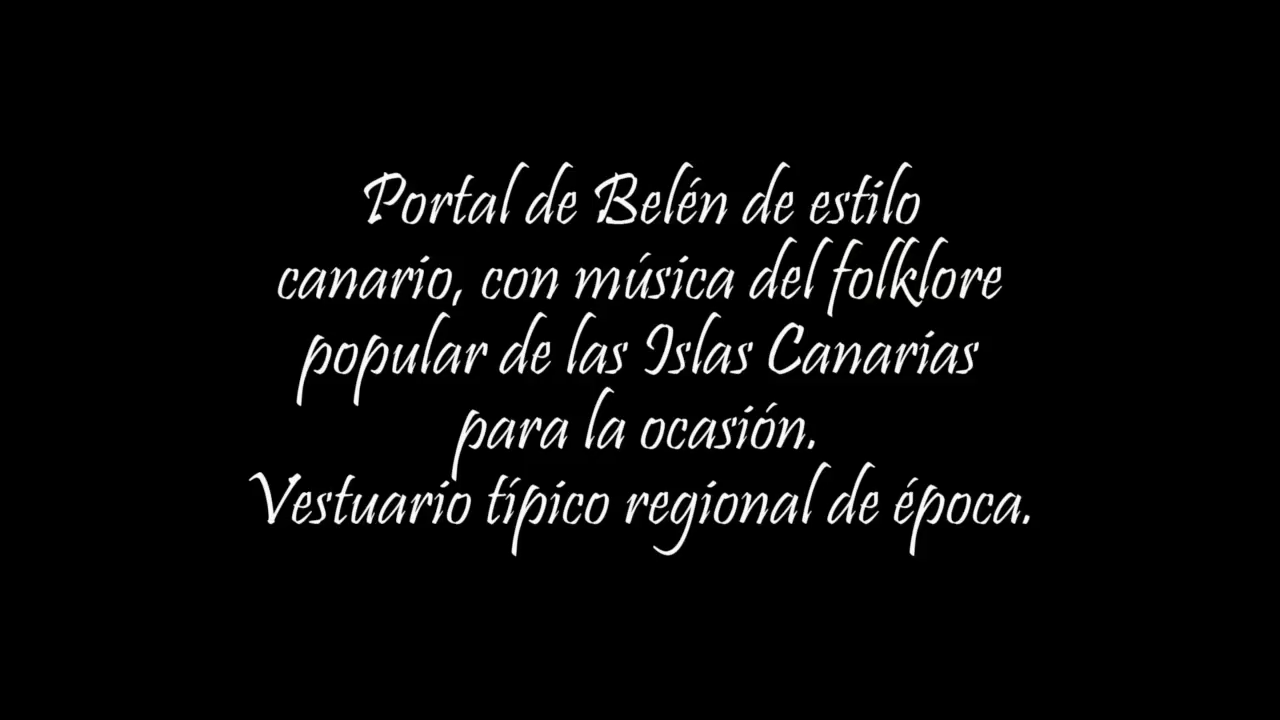 Portal de Belén de estilo
canario, con música del folklore
popular de las Islas Canarias
para la ocasión.
Vestuario típico regional de época.